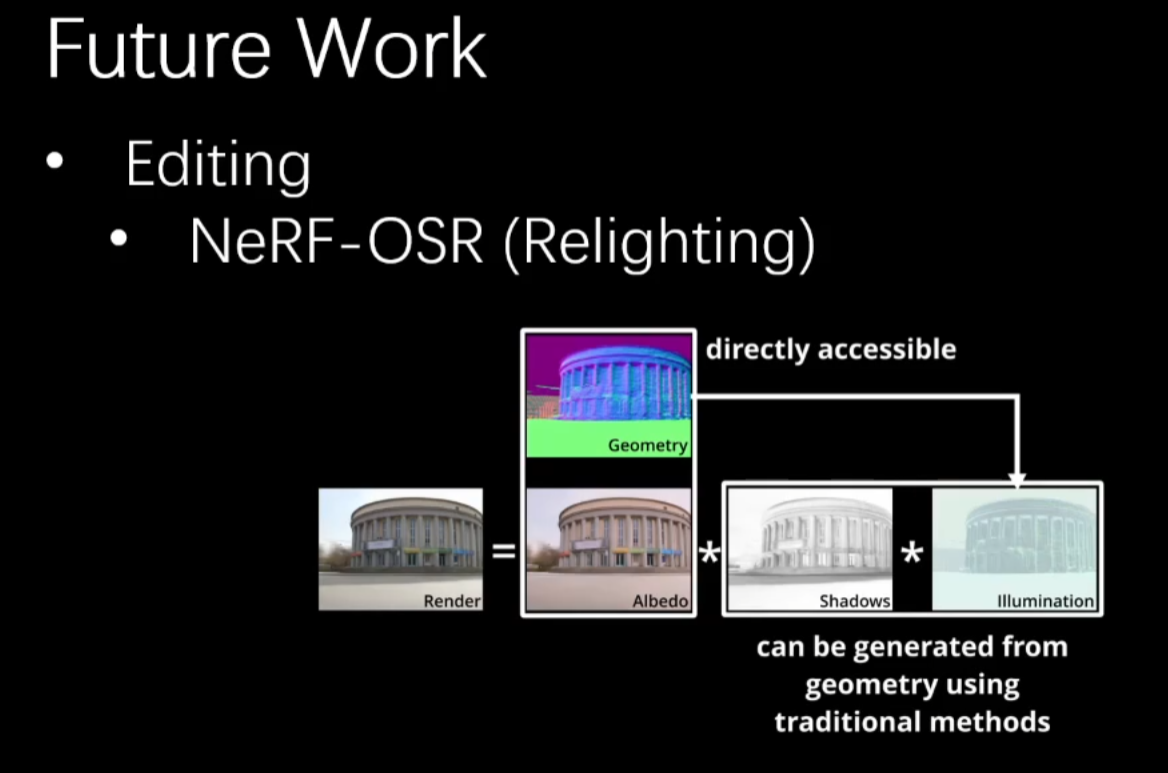 Future Work
• Editing
• NeRF-OSR (Relighting)
directly accessible
Geometry
Render
=
Albedo
*
Shadows
*
Illumination
can be generated from
geometry using
traditional methods